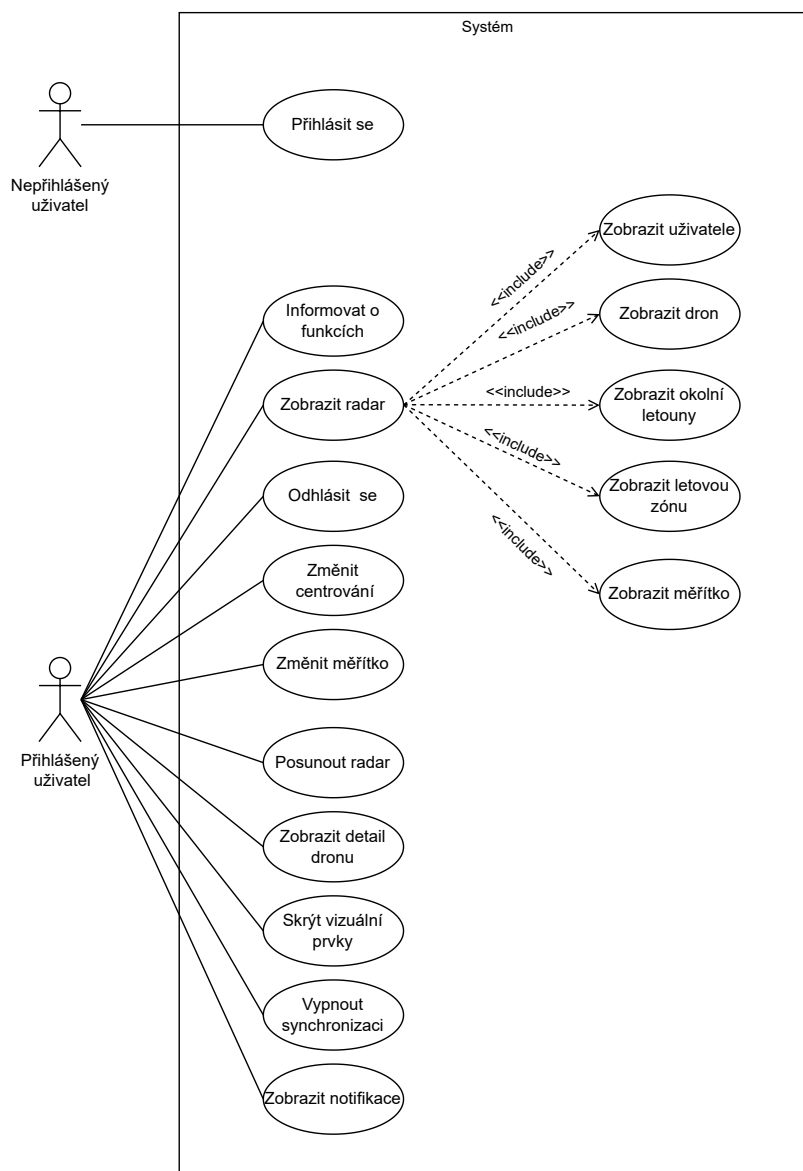 Systém
Přihlásit se
Nepřihlášený
uživatel
Zobrazit uživatele
<<include>>
Informovat o
funkcích
<<include>>
Zobrazit dron
Zobrazit radar
<<include>>
Zobrazit okolní
letouny
<<include>>
Zobrazit letovou
zónu
Odhlásit  se
<<include>>
Změnit
centrování
Zobrazit měřítko
Změnit měřítko
Přihlášený
uživatel
Posunout radar
Zobrazit detail
dronu
Skrýt vizuální
prvky
Vypnout
synchronizaci
Zobrazit notifikace